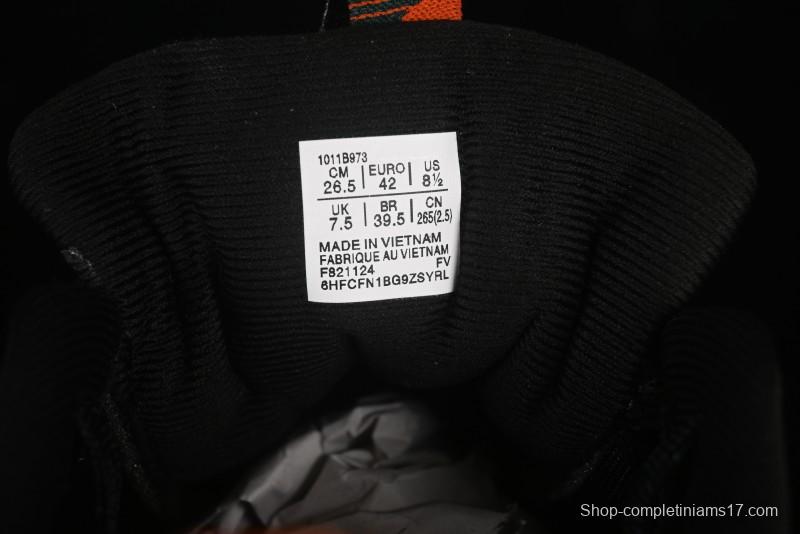 1011B973
CM 26.5 | EURO 42 | US 8½
UK 7.5 | BR 39.5 | CN 265(2.5)
MADE IN VIETNAM
FABRIQUE AU VIETNAM
F821124 FV
6HFCFN1BG9ZSYRL
Shop-completiniams17.com